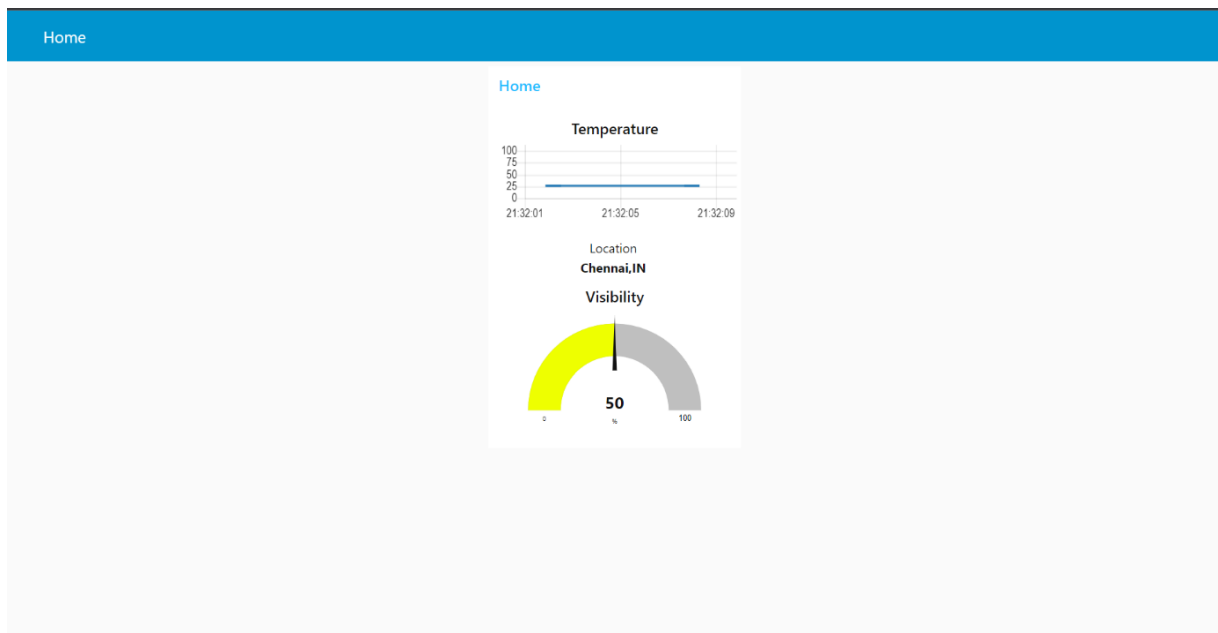 Home
Home
Temperature
100
75
50
25
0
21:32:01 21:32:05 21:32:09
Location
Chennai,IN
Visibility
50
0 % 100